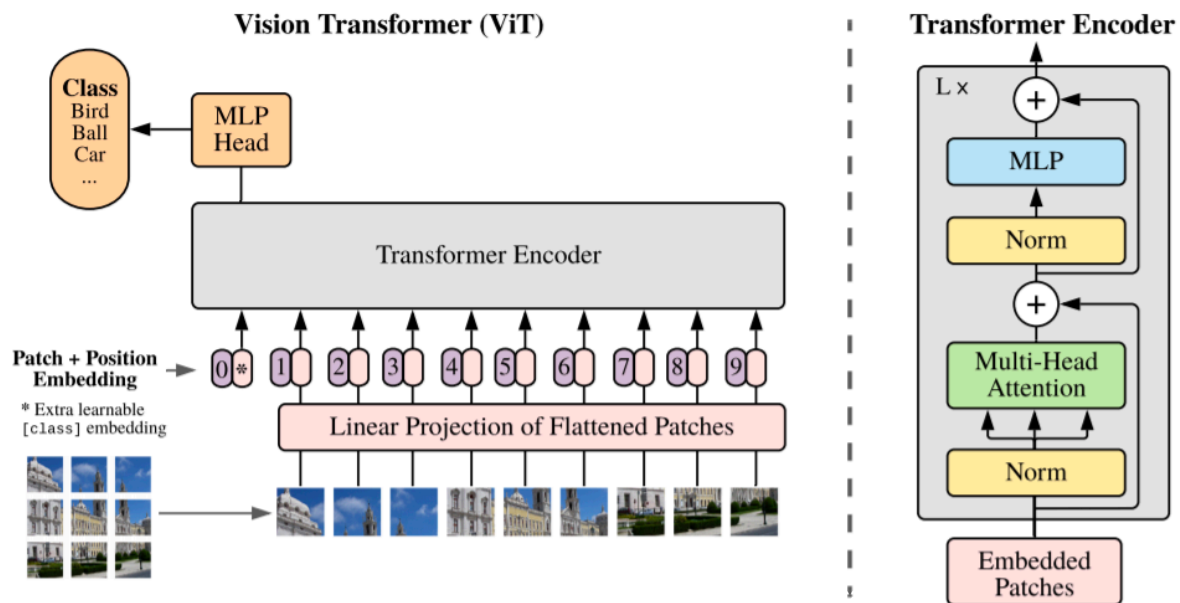 Vision Transformer (ViT)
Class
Bird
Ball
Car
...
MLP
Head
Transformer Encoder
Patch + Position
Embedding
* Extra learnable
[class] embedding
0 * 1 2 3 4 5 6 7 8 9
Linear Projection of Flattened Patches
Transformer Encoder
L ×
+
MLP
Norm
+
Multi-Head
Attention
Norm
Embedded
Patches